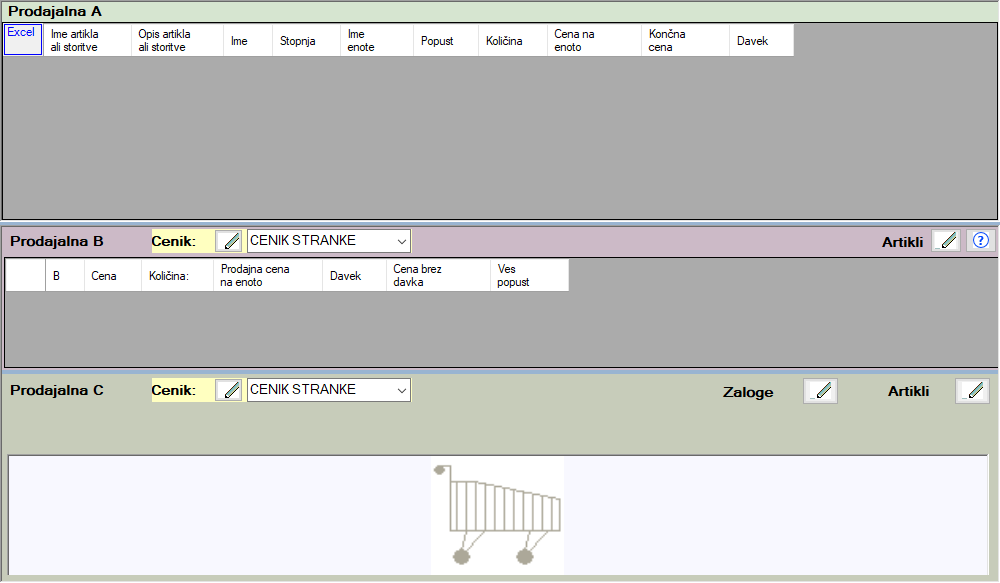 Prodajalna A
Excel
Ime artikla
ali storitve
Opis artikla
ali storitve
Ime
Stopnja
Ime
enote
Popust
Količina
Cena na
enoto
Končna
cena
Davek
Prodajalna B
Cenik:
CENIK STRANKE
Artikli
?
B
Cena
Količina:
Prodajna cena
na enoto
Davek
Cena brez
davka
Ves
popust
Prodajalna C
Cenik:
CENIK STRANKE
Zaloge
Artikli